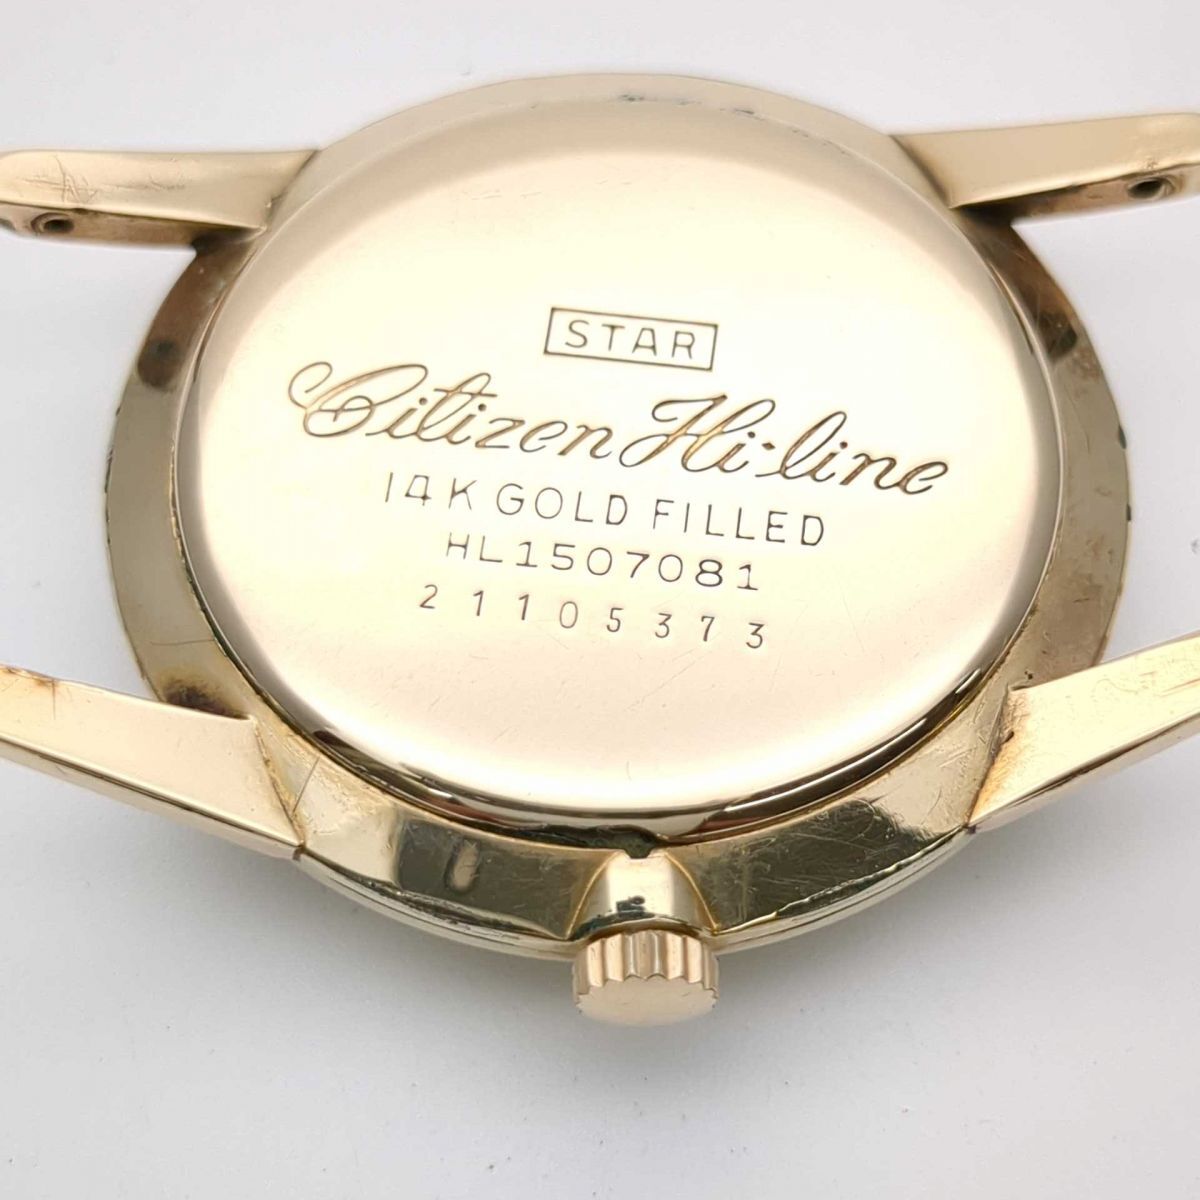 STAR
Citizen Hi-line
14K GOLD FILLED
HL1507081
21105373